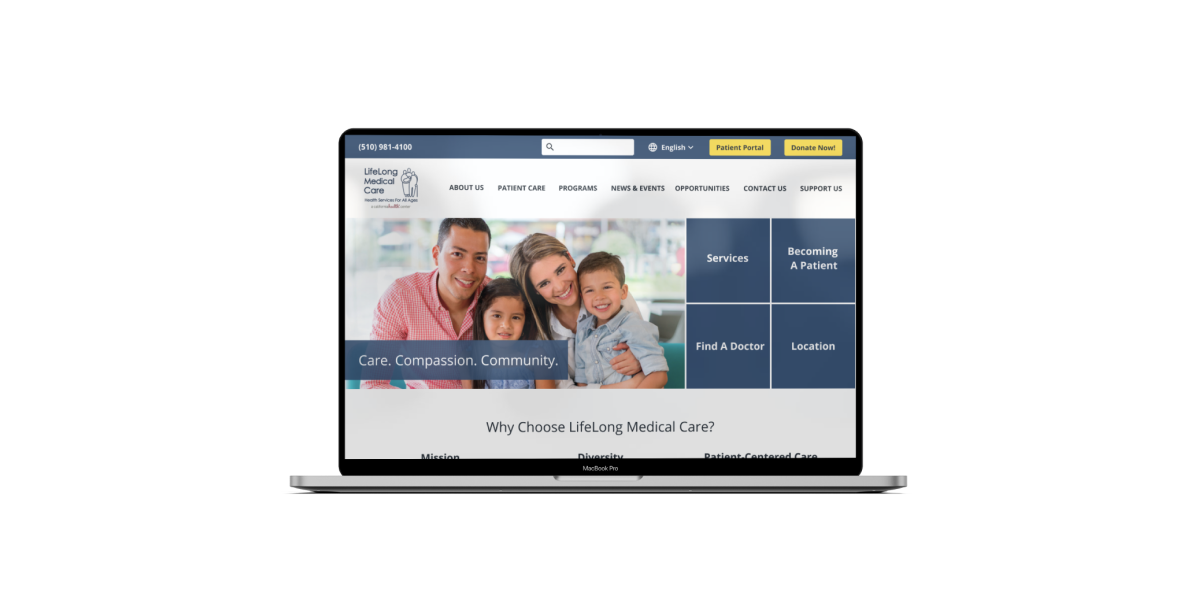 (510) 981-4100
English
Patient Portal
Donate Now!
LifeLong
Medical
Care
Health Services For All Ages
ABOUT US
PATIENT CARE
PROGRAMS
NEWS & EVENTS
OPPORTUNITIES
CONTACT US
SUPPORT US
Services
Becoming
A Patient
Find A Doctor
Location
Care. Compassion. Community.
Why Choose LifeLong Medical Care?
Mission
Diversity
Patient-Centered Care
MacBook Pro